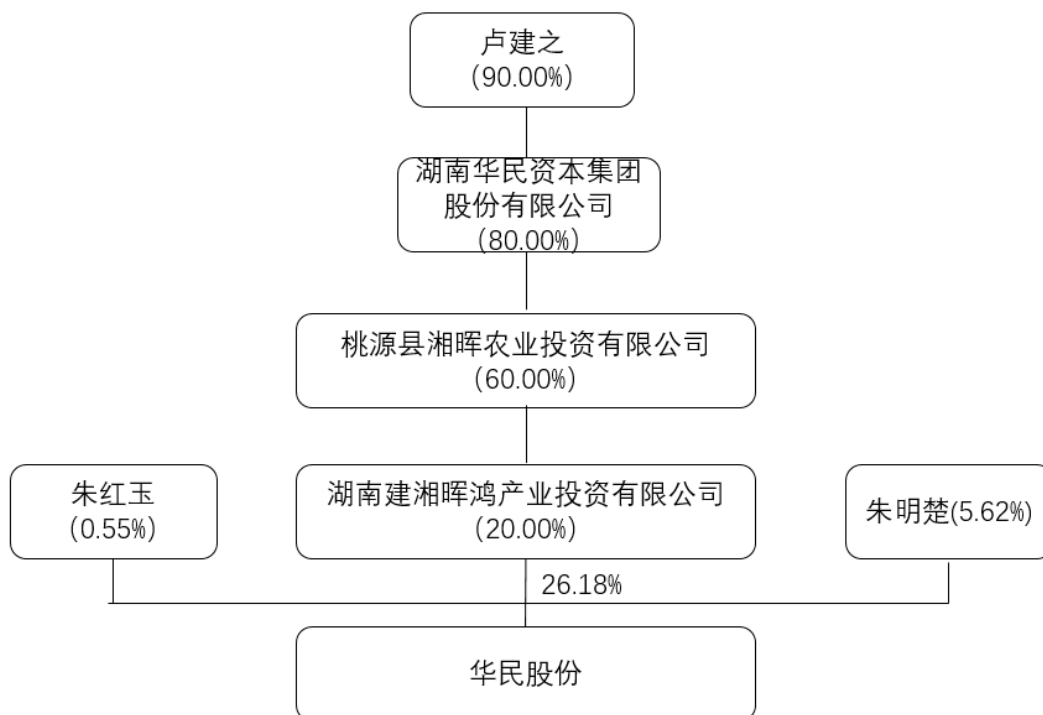 卢建之
(90.00%)
湖南华民资本集团
股份有限公司
(80.00%)
桃源县湘晖农业投资有限公司
(60.00%)
朱红玉
(0.55%)
湖南建湘晖鸿产业投资有限公司
(20.00%)
朱明楚(5.62%)
26.18%
华民股份